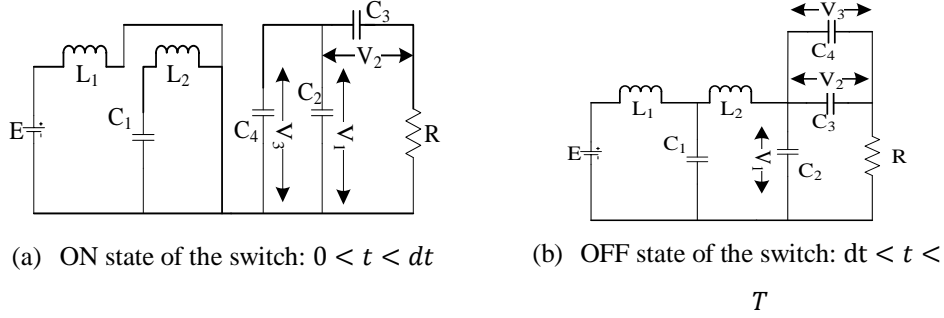 C3
V2
L1
L2
C1
C4
C2
V3
V1
E
R
(a) ON state of the switch: 0 < t < dt
V3
C4
V2
L1
L2
C3
C1
V1
C2
E
R
(b) OFF state of the switch: dt < t <
T